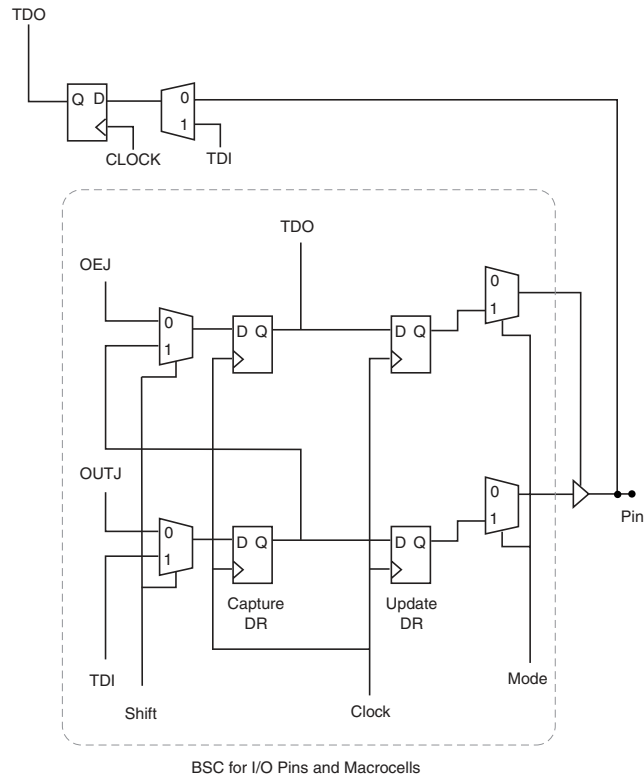 TDO
Q D
0
1
CLOCK
TDI
TDO
OEJ
0
1
D Q
D Q
0
1
OUTJ
0
1
D Q
D Q
0
1
Pin
Capture
DR
Update
DR
TDI
Shift
Clock
Mode
BSC for I/O Pins and Macrocells